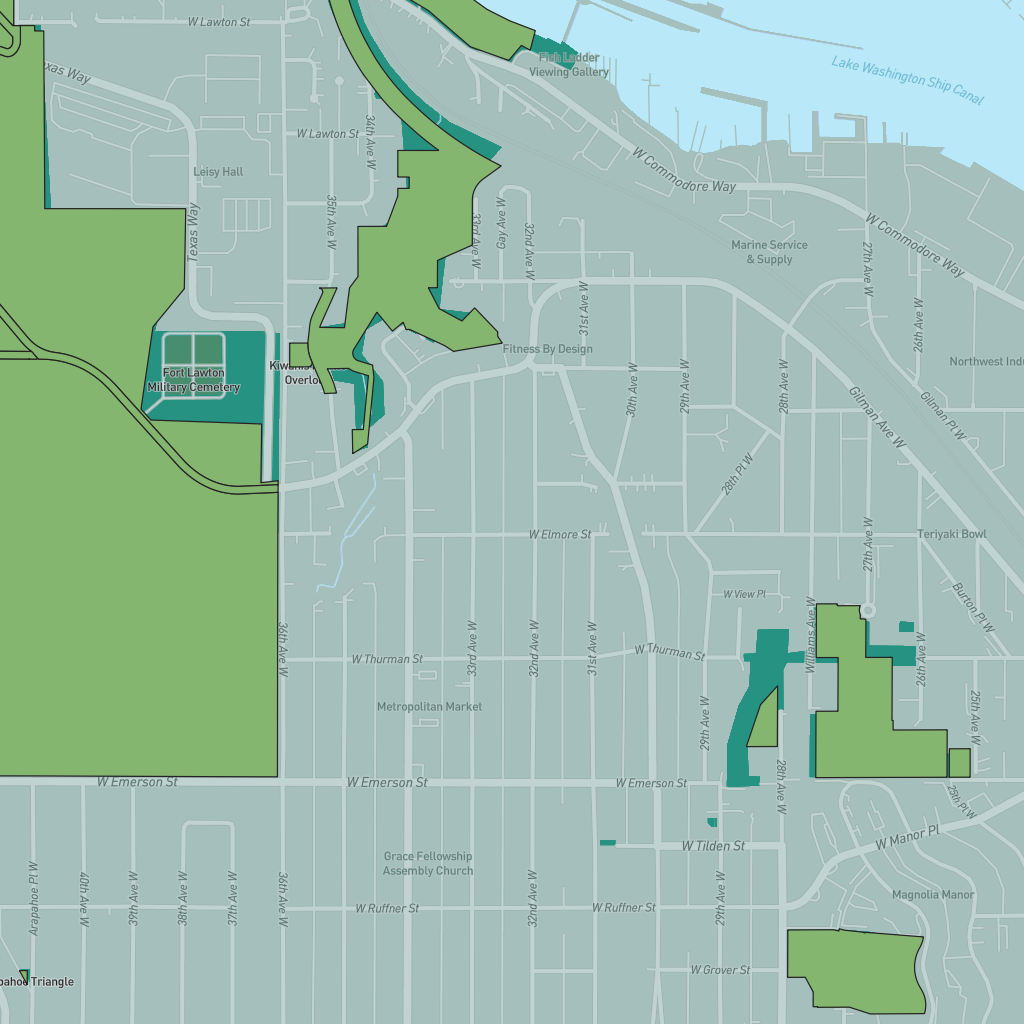 W Lawton St
Texas Way
Fish Ladder
Viewing Gallery
Lake Washington Ship Canal
W Lawton St
34th Ave W
Leisy Hall
W Commodore Way
Texas Way
35th Ave W
33rd Ave W
Gay Ave W
32nd Ave W
Marine Service
& Supply
W Commodore Way
27th Ave W
31st Ave W
26th Ave W
Fitness By Design
Northwest Indu
Fort Lawton
Military Cemetery
Overlo
30th Ave W
29th Ave W
28th Ave W
Gilman Ave W
Gilman Pl W
28th Pl W
W Elmore St
27th Ave W
Teriyaki Bowl
W View Pl
Burton Pl W
36th Ave W
33rd Ave W
32nd Ave W
31st Ave W
W Thurman St
W Thurman St
Williams Ave W
26th Ave W
Metropolitan Market
29th Ave W
25th Ave W
W Emerson St
W Emerson St
W Emerson St
28th Ave W
25th Pl W
W Tilden St
W Manor Pl
Grace Fellowship
Assembly Church
Arapahoe Pl W
40th Ave W
39th Ave W
38th Ave W
37th Ave W
36th Ave W
32nd Ave W
29th Ave W
Magnolia Manor
W Ruffner St
W Ruffner St
W Grover St
pahoe Triangle